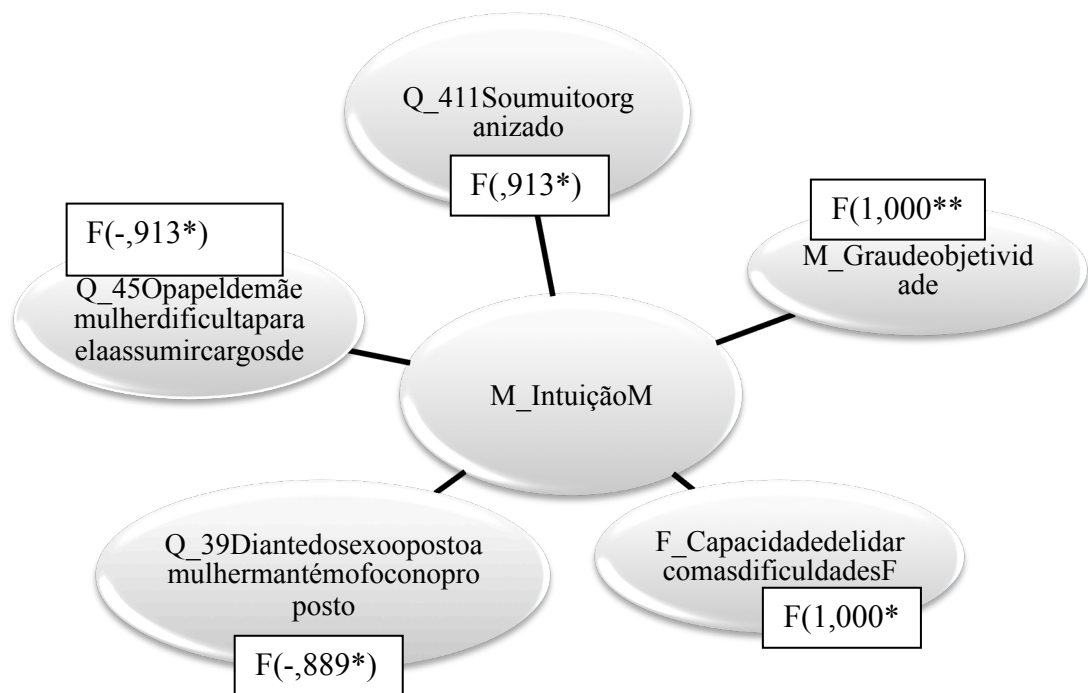 Q_411Soumuitoorg
anizado
F(,913*)
F(-,913*)
Q_45Opapeldemãe
mulherdificultapara
elaassumircargosde
F(1,000**
M_Graudeobjetivid
ade
M_IntuiçãoM
Q_39Diantedosexoopostoa
mulhermantémofoconopro
posto
F(-,889*)
F_Capacidadedelidar
comasdificuldadesF
F(1,000*